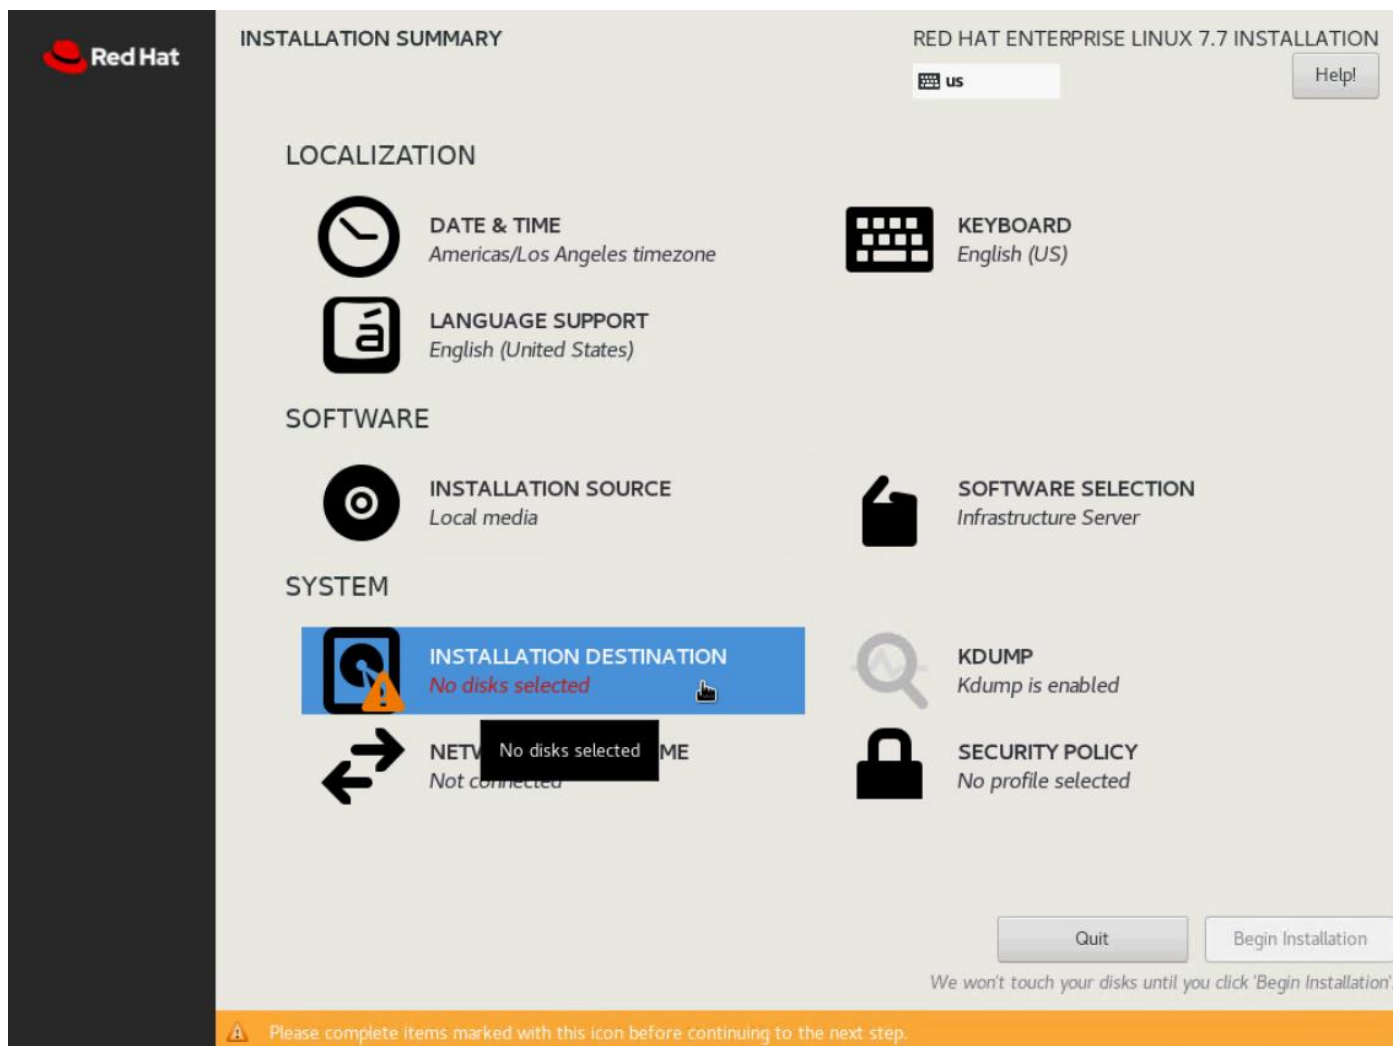 Red Hat
INSTALLATION SUMMARY
RED HAT ENTERPRISE LINUX 7.7 INSTALLATION
us
Help!
LOCALIZATION
DATE & TIME
Americas/Los Angeles timezone
KEYBOARD
English (US)
á
LANGUAGE SUPPORT
English (United States)
SOFTWARE
INSTALLATION SOURCE
Local media
SOFTWARE SELECTION
Infrastructure Server
SYSTEM
INSTALLATION DESTINATION
No disks selected
KDUMP
Kdump is enabled
No disks selected
ME
Not connected
SECURITY POLICY
No profile selected
Quit
Begin Installation
We won't touch your disks until you click 'Begin Installation'.
Please complete items marked with this icon before continuing to the next step.